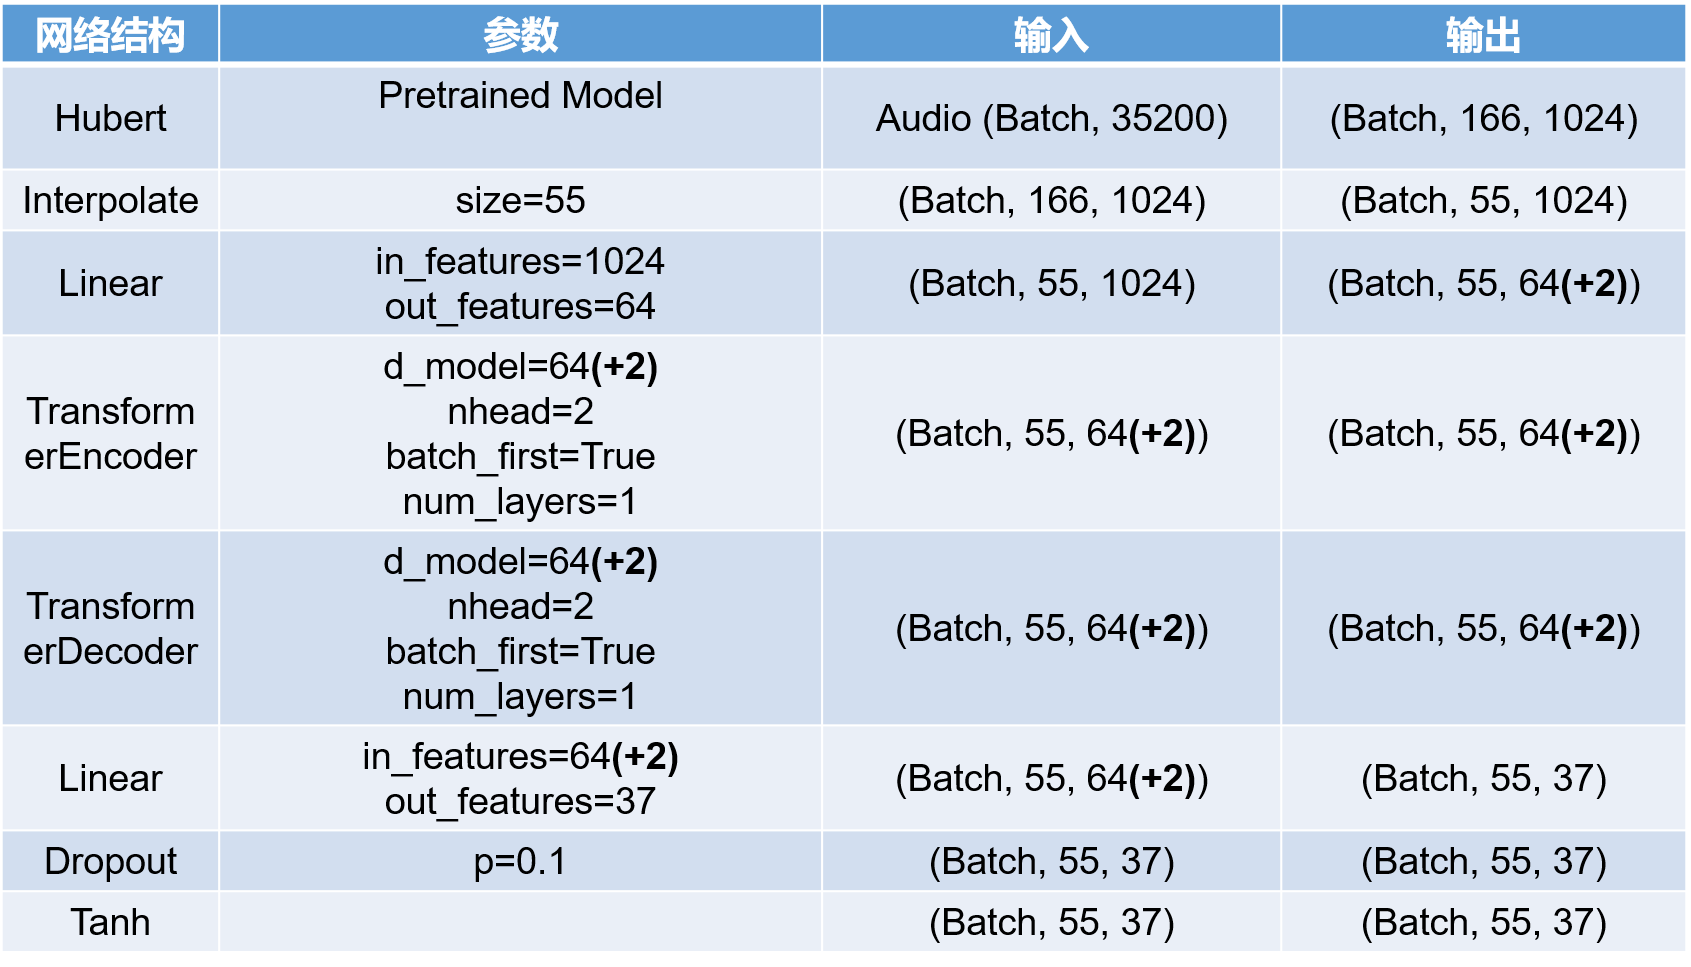 网络结构 参数 输入 输出
Hubert Pretrained Model Audio (Batch, 35200) (Batch, 166, 1024)
Interpolate size=55 (Batch, 166, 1024) (Batch, 55, 1024)
Linear
in_features=1024
out_features=64
(Batch, 55, 1024) (Batch, 55, 64(+2))
Transform
erEncoder
d_model=64(+2)
nhead=2
batch_first=True
num_layers=1
(Batch, 55, 64(+2)) (Batch, 55, 64(+2))
Transform
erDecoder
d_model=64(+2)
nhead=2
batch_first=True
num_layers=1
(Batch, 55, 64(+2)) (Batch, 55, 64(+2))
Linear
in_features=64(+2)
out_features=37
(Batch, 55, 64(+2)) (Batch, 55, 37)
Dropout p=0.1 (Batch, 55, 37) (Batch, 55, 37)
Tanh (Batch, 55, 37) (Batch, 55, 37)